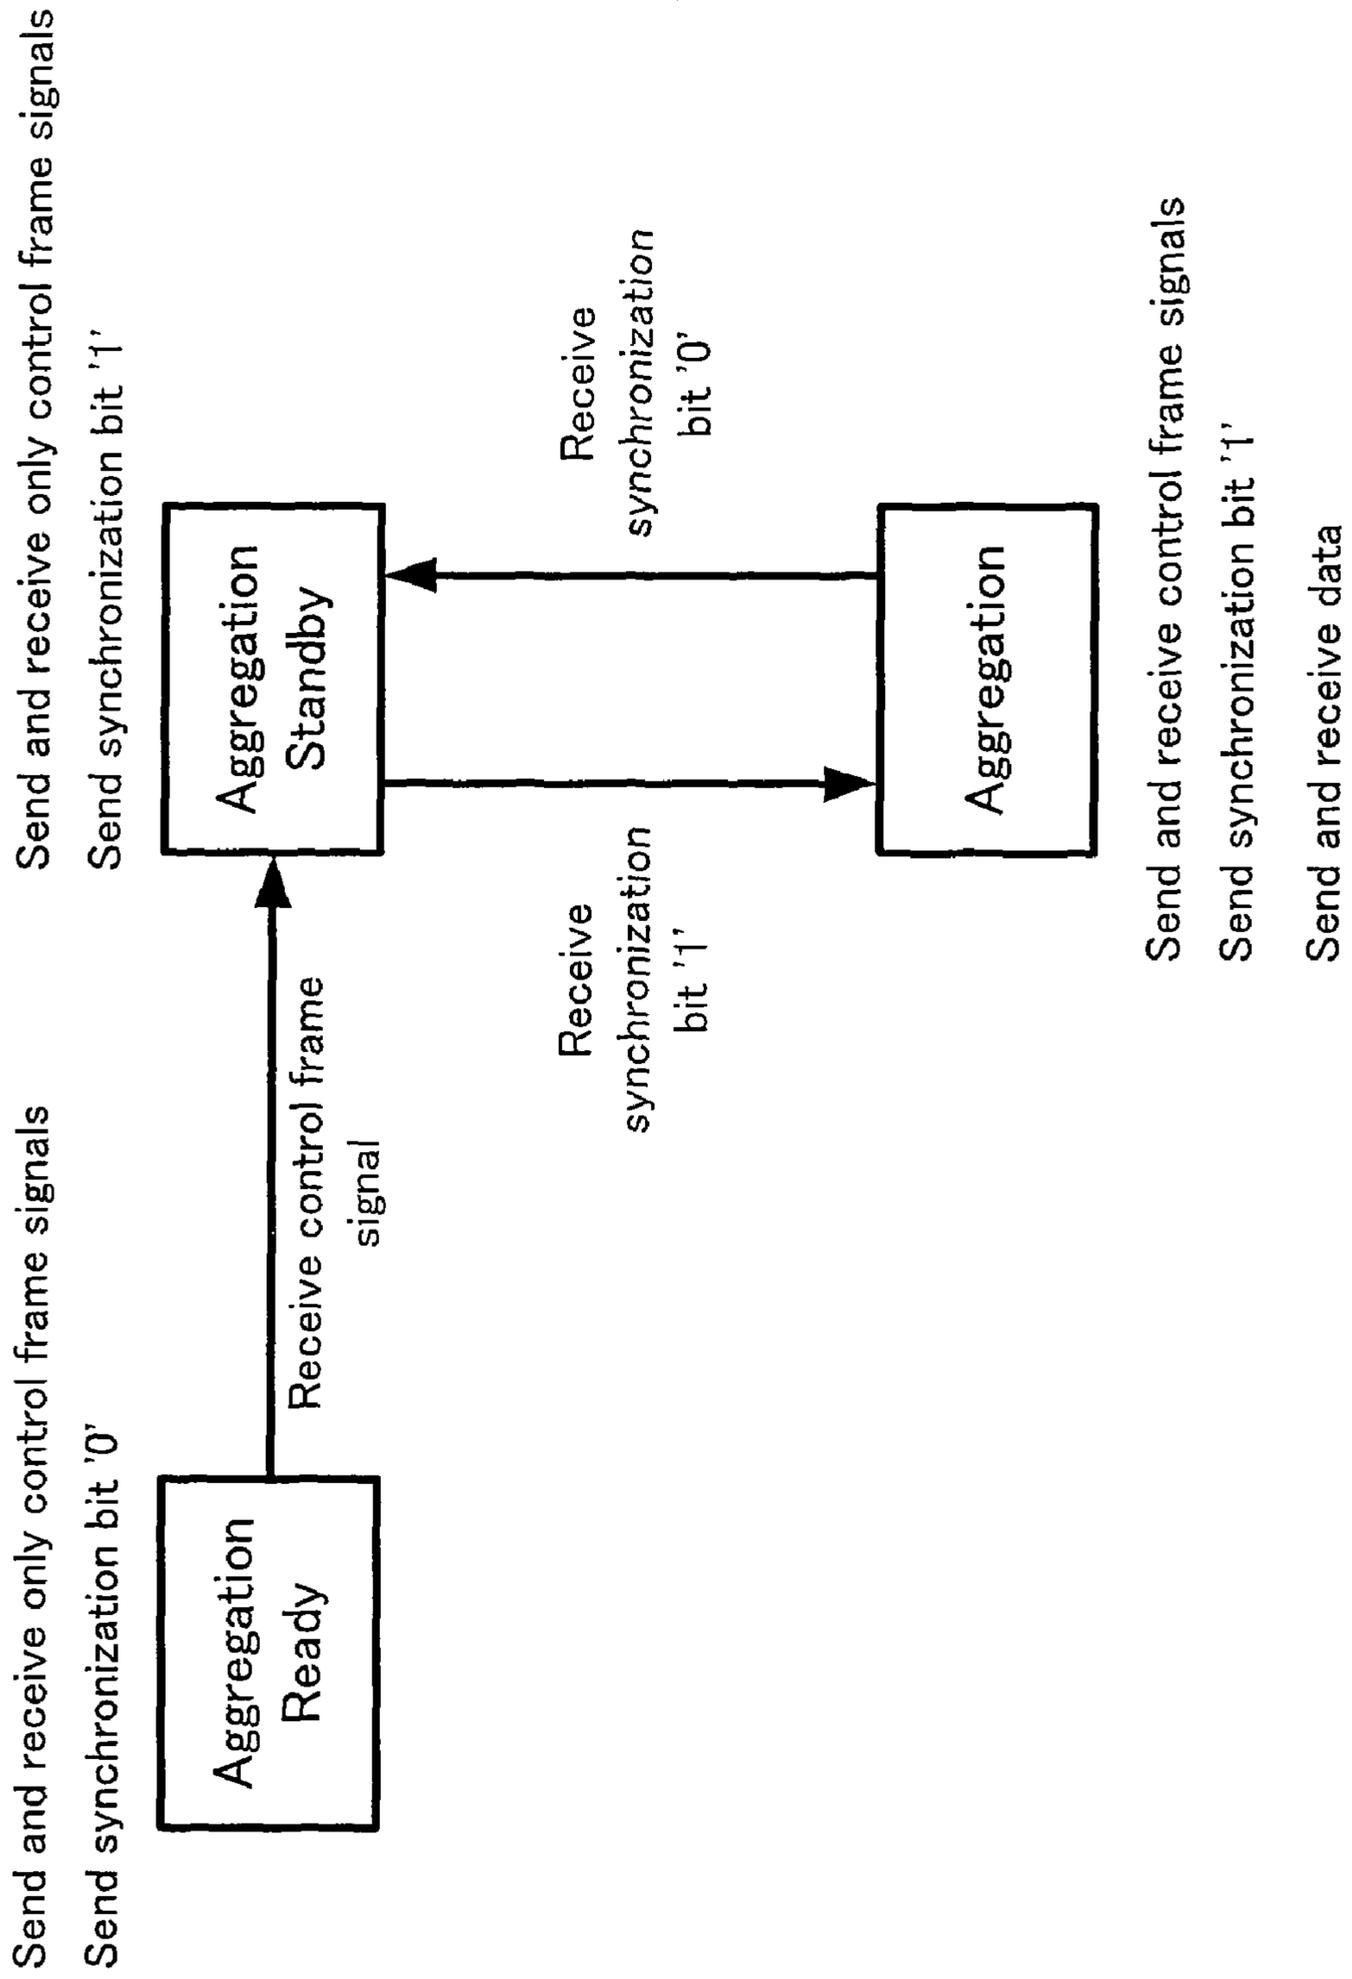 Send and receive only control frame signals
Send synchronization bit '0'
Aggregation
Ready
Receive control frame
signal
Send and receive only control frame signals
Send synchronization bit '1'
Aggregation
Standby
Receive
synchronization
bit '1'
Receive
synchronization
bit '0'
Aggregation
Send and receive control frame signals
Send synchronization bit '1'
Send and receive data